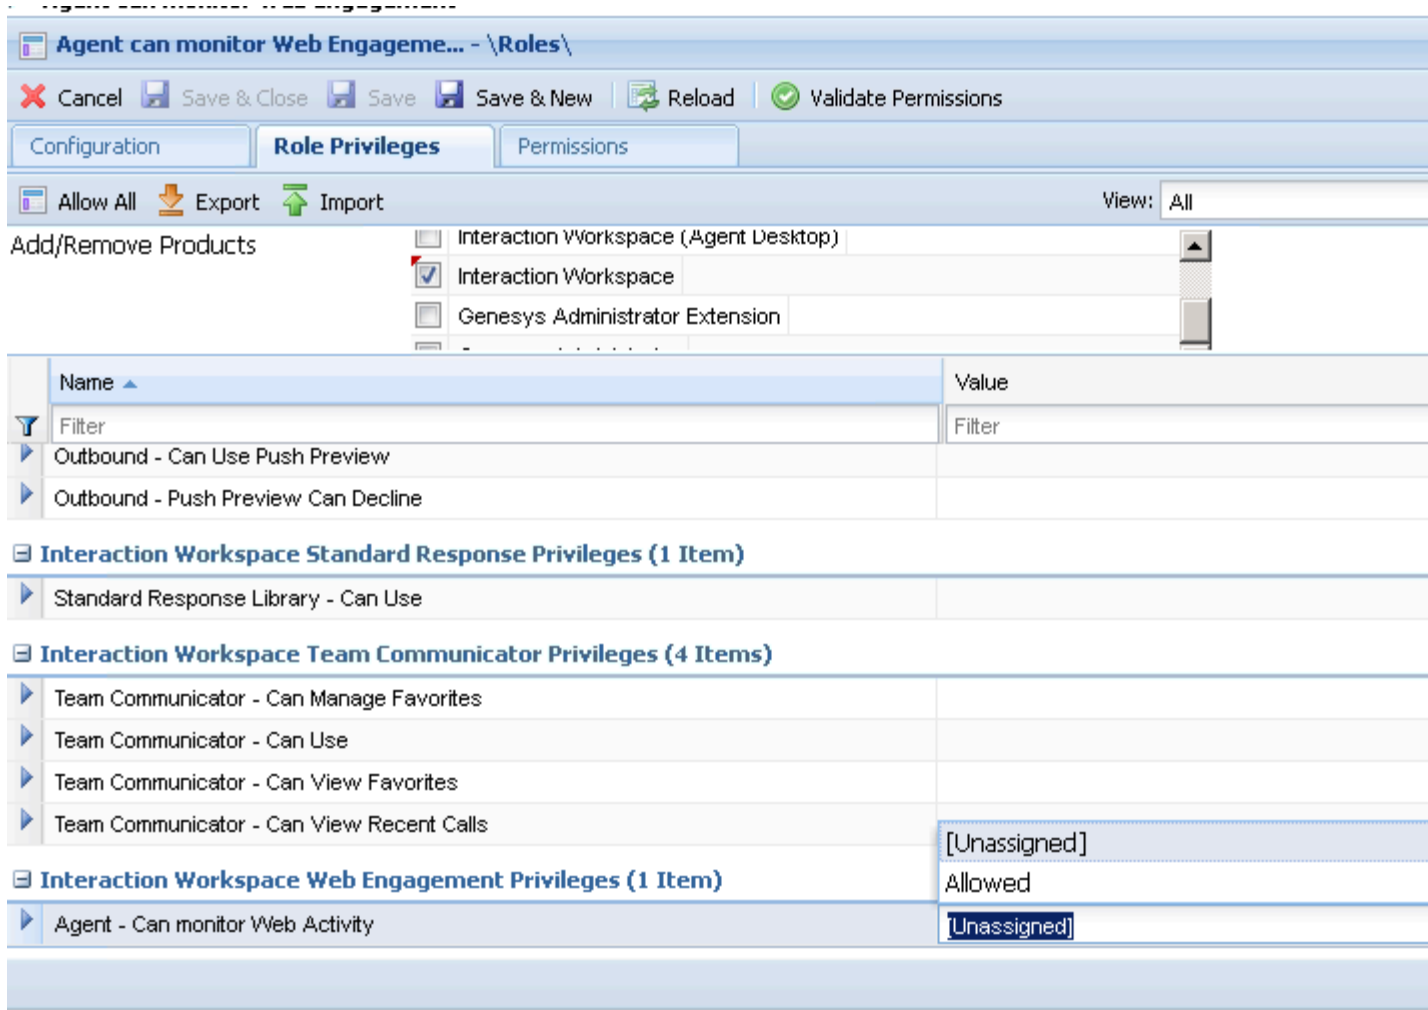 Agent can monitor Web Engagement
Agent can monitor Web Engageme... - \Roles\
Cancel Save & Close Save Save & New Reload Validate Permissions
Configuration Role Privileges Permissions
Allow All Export Import View: All
Add/Remove Products
Interaction Workspace (Agent Desktop)
Interaction Workspace
Genesys Administrator Extension
Name Value
Filter Filter
Outbound - Can Use Push Preview
Outbound - Push Preview Can Decline
Interaction Workspace Standard Response Privileges (1 Item)
Standard Response Library - Can Use
Interaction Workspace Team Communicator Privileges (4 Items)
Team Communicator - Can Manage Favorites
Team Communicator - Can Use
Team Communicator - Can View Favorites
Team Communicator - Can View Recent Calls
[Unassigned]
Interaction Workspace Web Engagement Privileges (1 Item)
Allowed
Agent - Can monitor Web Activity [Unassigned]